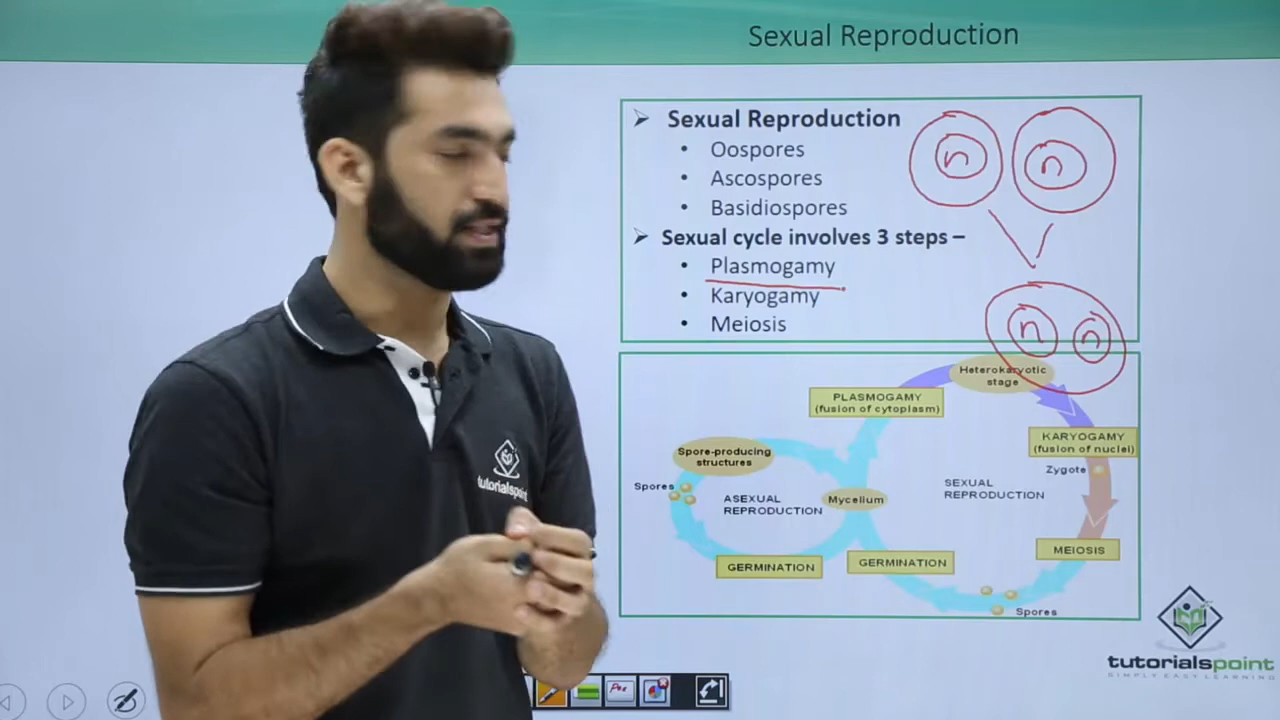 Sexual Reproduction
➢ Sexual Reproduction
• Oospores
• Ascospores
• Basidiospores
➢ Sexual cycle involves 3 steps –
• Plasmogamy
• Karyogamy
• Meiosis
n n
n n
Heterokaryotic
stage
PLASMOGAMY
(fusion of cytoplasm)
KARYOGAMY
(fusion of nuclei)
Zygote
Spore-producing
structures
Spores
ASEXUAL
REPRODUCTION
Mycelium
SEXUAL
REPRODUCTION
MEIOSIS
GERMINATION
GERMINATION
Spores
tutorialspoint
tutorialspoint
SIMPLY EASY LEARNING
Pen